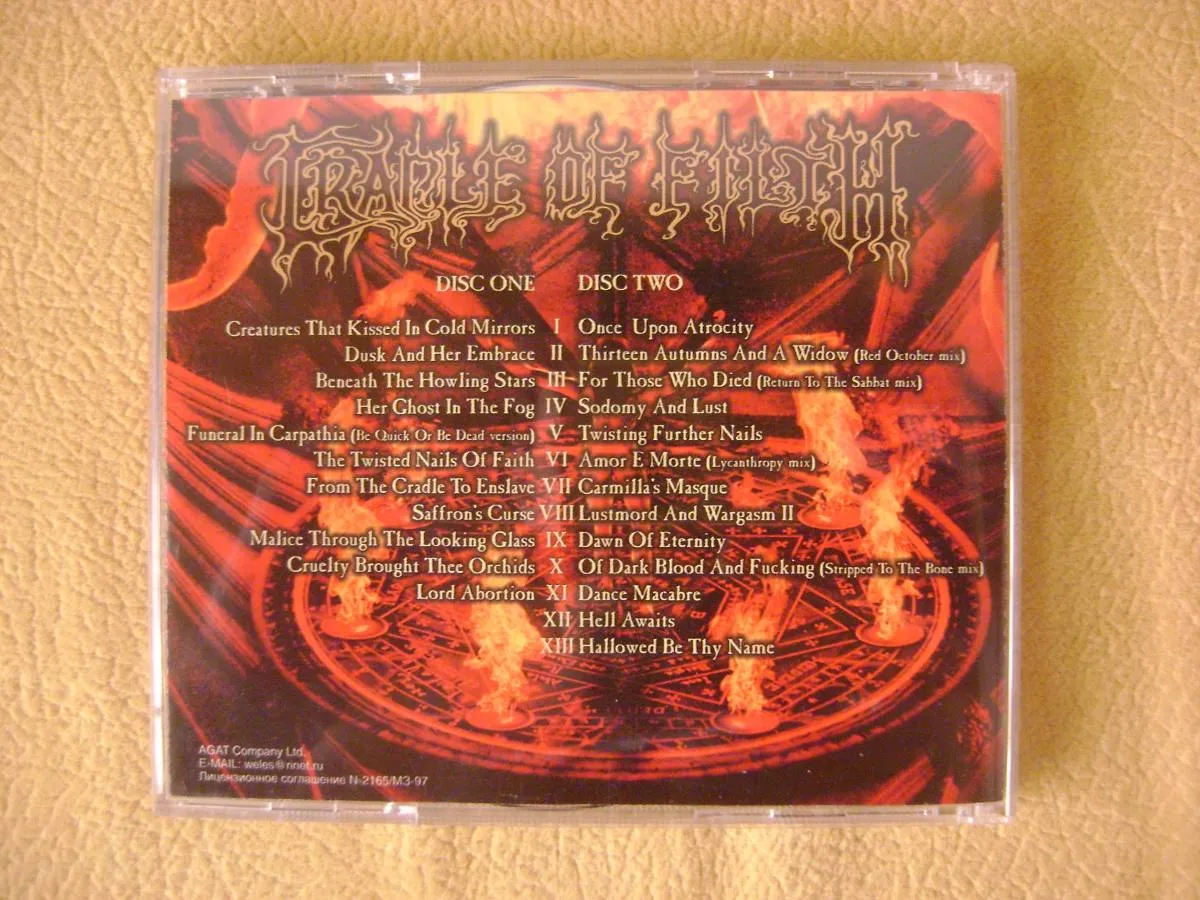 CRADLE OF FILTH
DISC ONE DISC TWO
Creatures That Kissed In Cold Mirrors I Once Upon Atrocity
Dusk And Her Embrace II Thirteen Autumns And A Widow (Red October mix)
Beneath The Howling Stars III For Those Who Died (Return To The Sabbat mix)
Her Ghost In The Fog IV Sodomy And Lust
Funeral In Carpathia (Be Quick Or Be Dead version) V Twisting Further Nails
The Twisted Nails Of Faith VI Amor E Morte (Lycanthropy mix)
From The Cradle To Enslave VII Carmilla's Masque
Saffron's Curse VIII Lustmord And Wargasm II
Malice Through The Looking Glass IX Dawn Of Eternity
Cruelty Brought Thee Orchids X Of Dark Blood And Fucking (Stripped To The Bone mix)
Lord Abortion XI Dance Macabre
XII Hell Awaits
XIII Hallowed Be Thy Name
AGAT Company Ltd.
E-MAIL: weles@rinet.ru
Лицензионное соглашение N-2165/МЗ-97